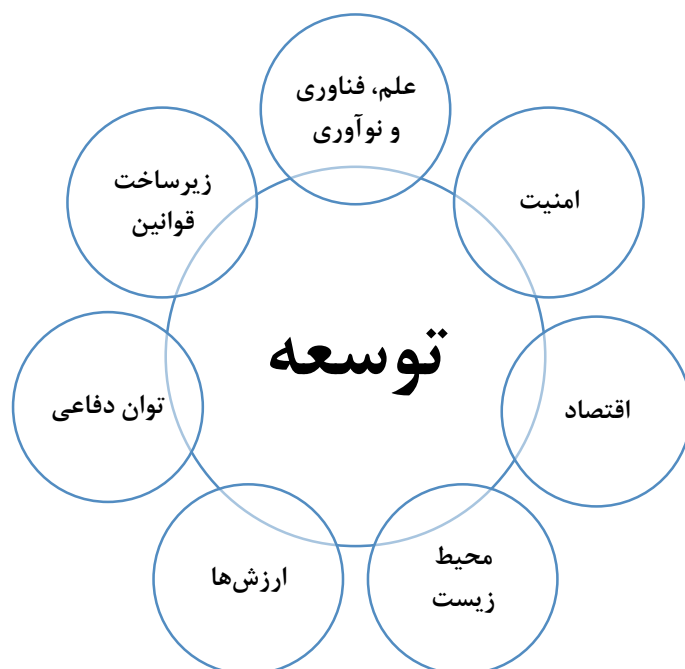 علم، فناوری
و نوآوری
امنیت
زیرساخت
قوانین
توسعه
اقتصاد
توان دفاعی
محیط
زیست
ارزش‌ها